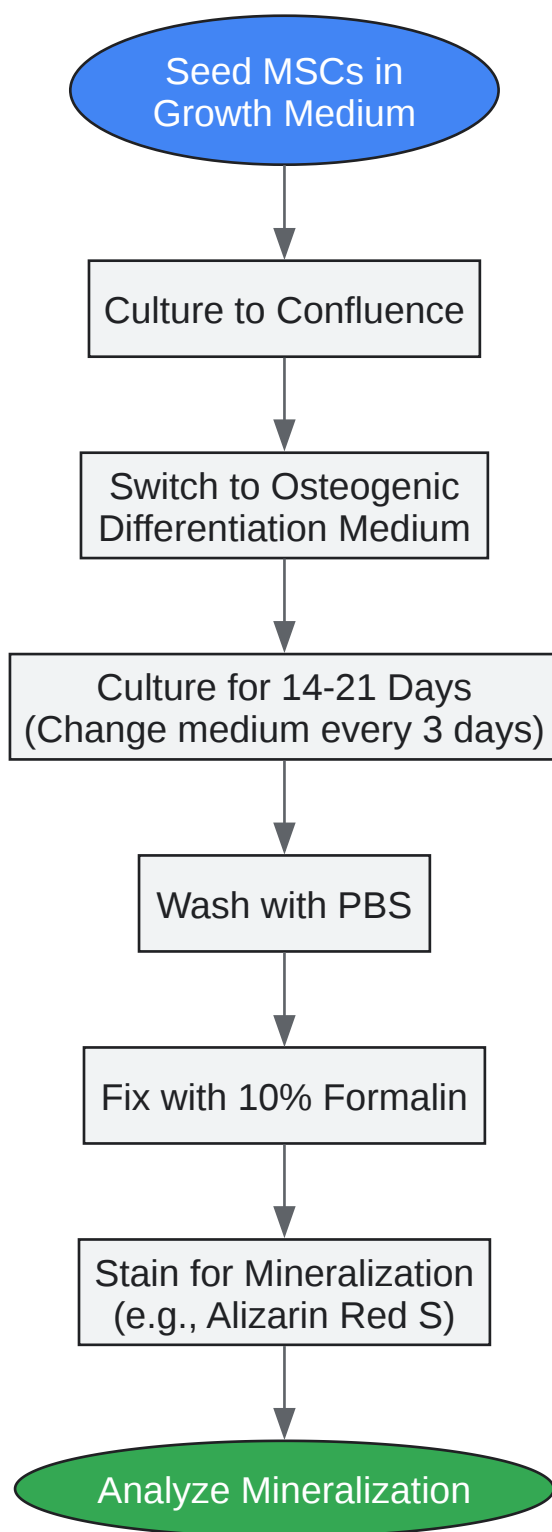 Seed MSCs in
Growth Medium
Culture to Confluence
Switch to Osteogenic
Differentiation Medium
Culture for 14-21 Days
(Change medium every 3 days)
Wash with PBS
Fix with 10% Formalin
Stain for Mineralization
(e.g., Alizarin Red S)
Analyze Mineralization